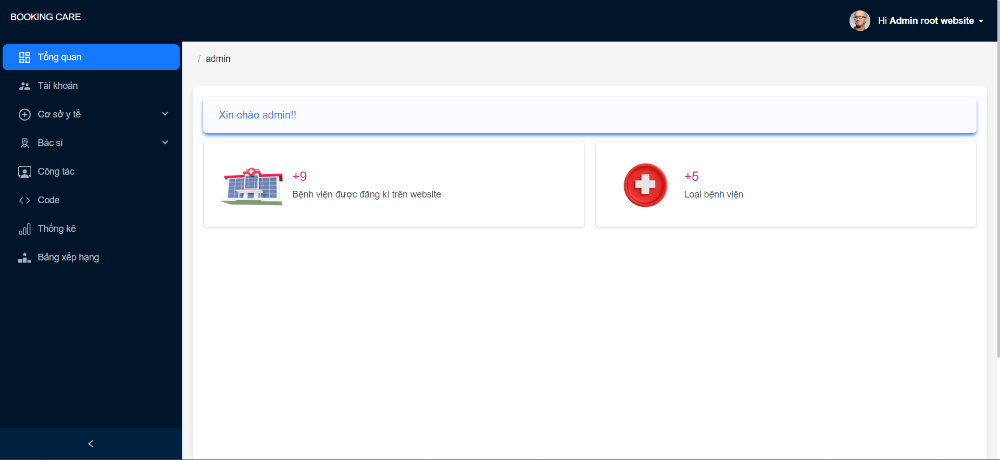 BOOKING CARE
Hi Admin root website
Tổng quan
Tài khoản
Cơ sở y tế
Bác sỉ
Công tác
Code
Thống kê
Bảng xếp hạng
/ admin
Xin chào admin!!
+9
Bệnh viện được đăng kí trên website
+5
Loại bệnh viện